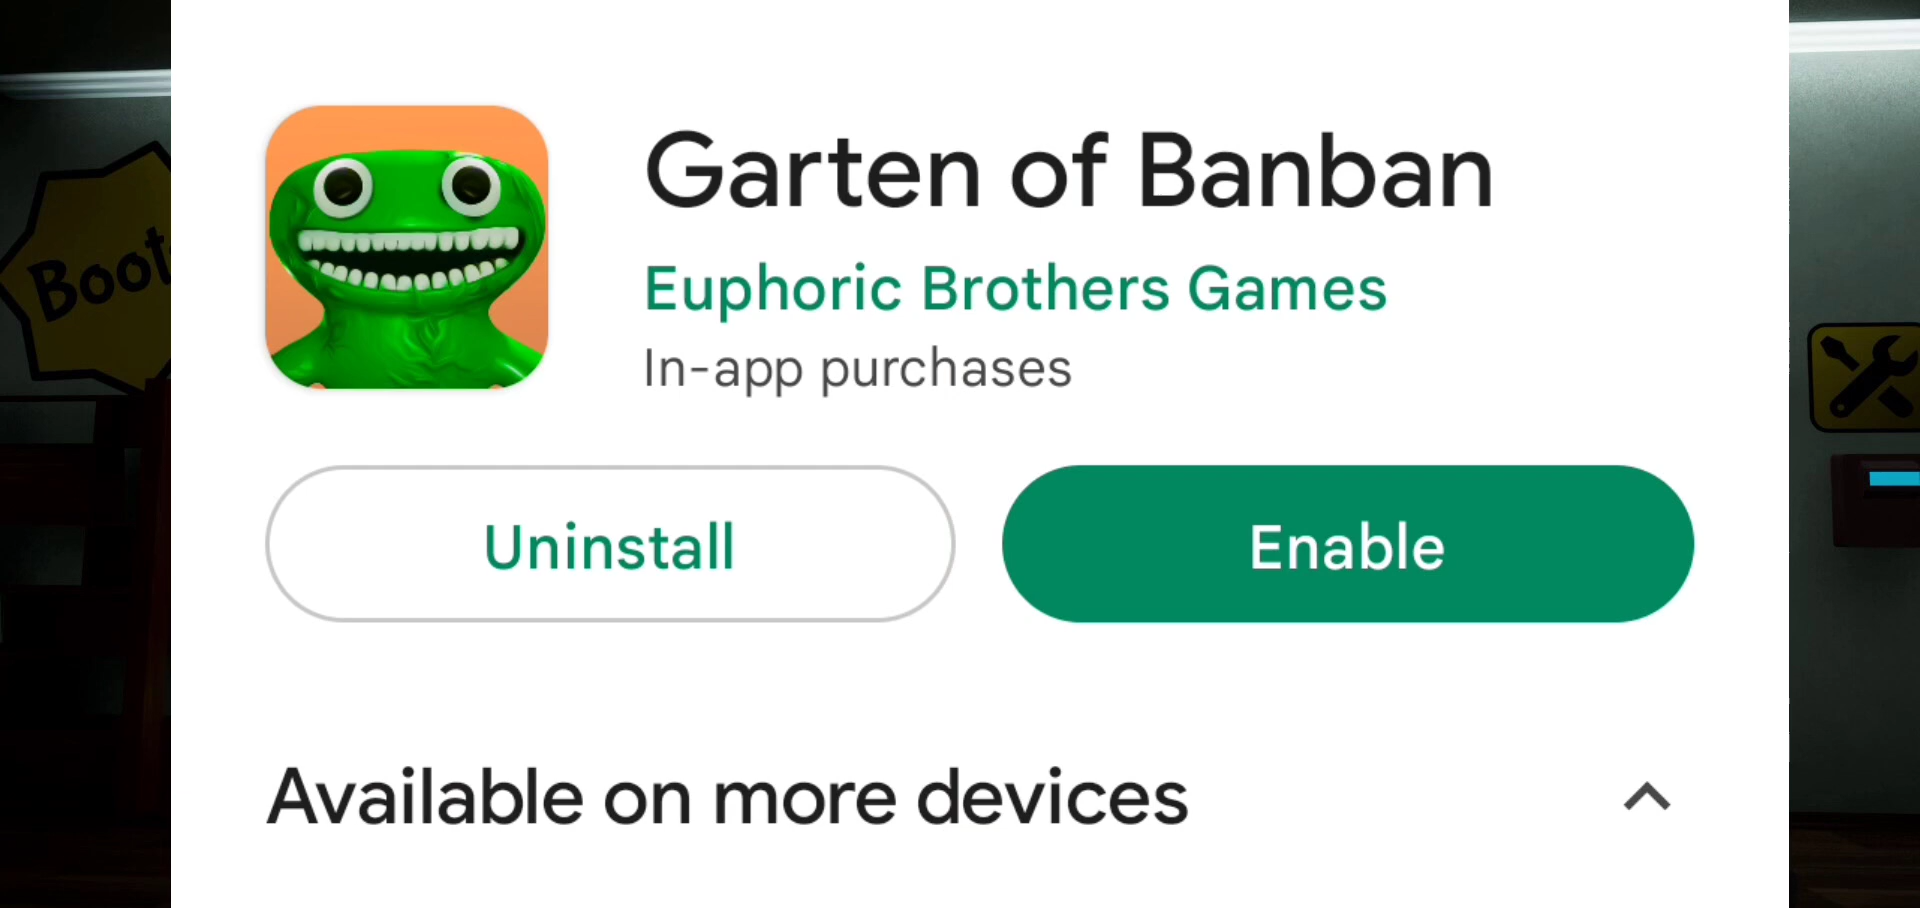 Garten of Banban
Euphoric Brothers Games
In-app purchases
Uninstall
Enable
Available on more devices